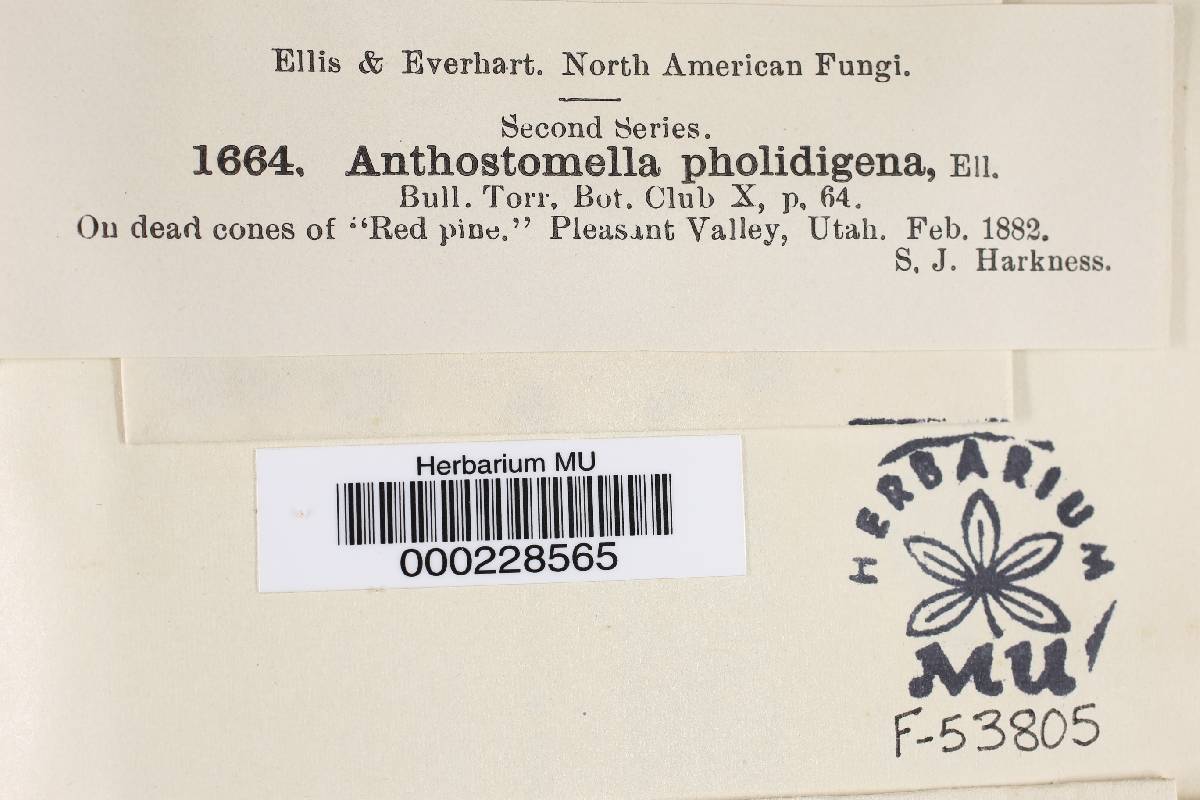 Ellis & Everhart. North American Fungi.
Second Series.
1664. Anthostomella pholidigena, Ell.
Bull. Torr. Bot. Club X, p. 64.
On dead cones of "Red pine." Pleasant Valley, Utah. Feb. 1882.
S. J. Harkness.
Herbarium MU
000228565
HERBARIUM
MU
F-53805